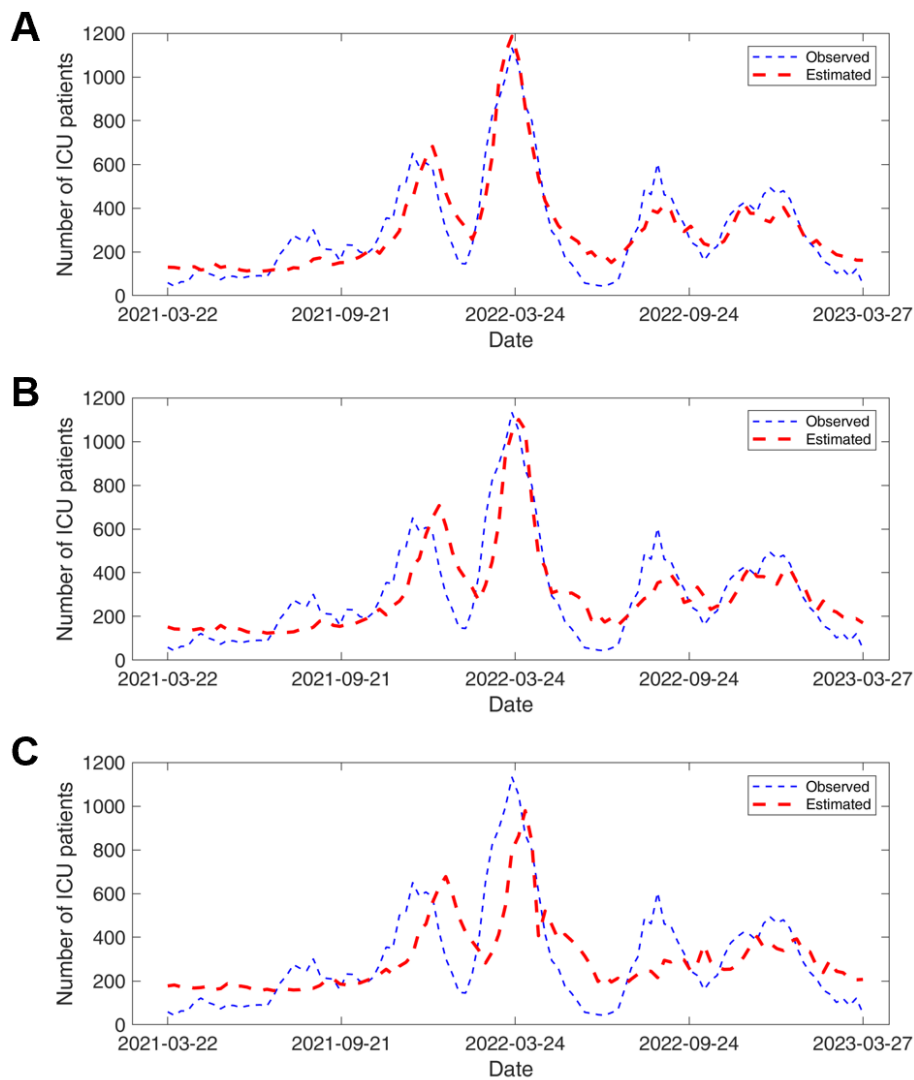 A
Number of ICU patients
1200
1000
800
600
400
200
0
Observed
Estimated
2021-03-22 2021-09-21 2022-03-24 2022-09-24 2023-03-27
Date
B
Number of ICU patients
1200
1000
800
600
400
200
0
Observed
Estimated
2021-03-22 2021-09-21 2022-03-24 2022-09-24 2023-03-27
Date
C
Number of ICU patients
1200
1000
800
600
400
200
0
Observed
Estimated
2021-03-22 2021-09-21 2022-03-24 2022-09-24 2023-03-27
Date